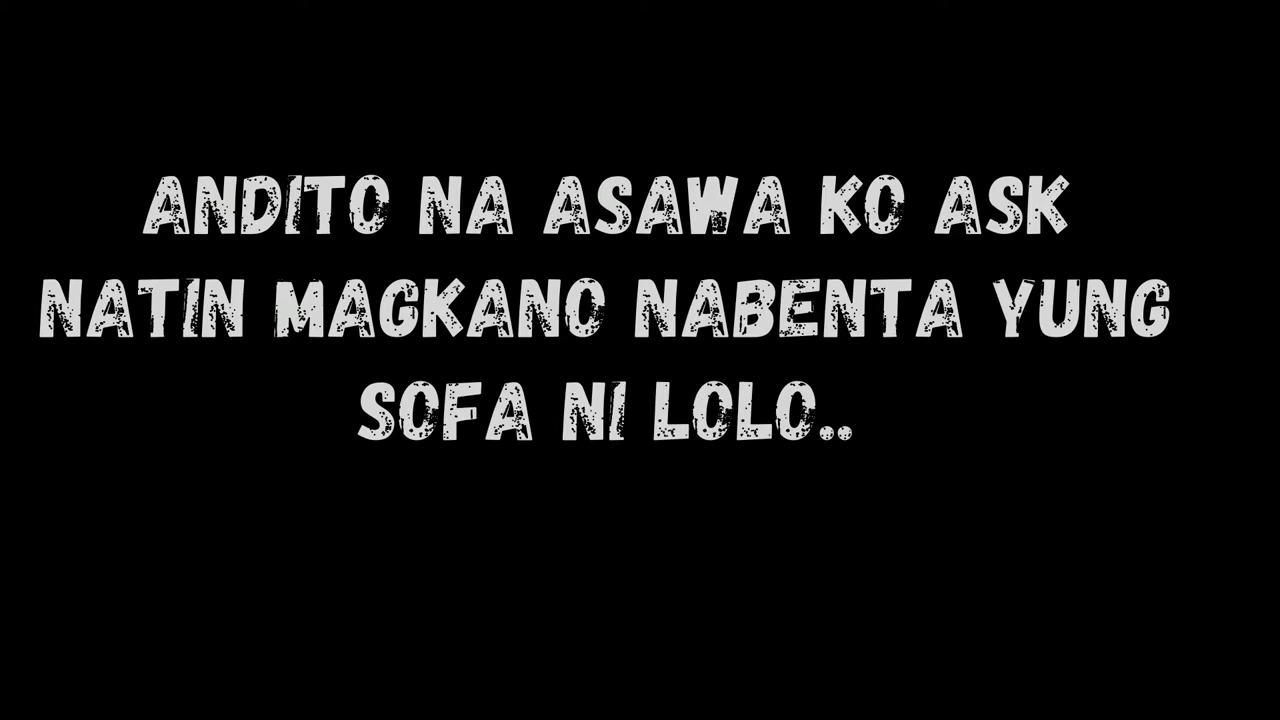 ANDITO NA ASAWA KO ASK
NATIN MAGKANO NABENTA YUNG
SOFA NI LOLO..